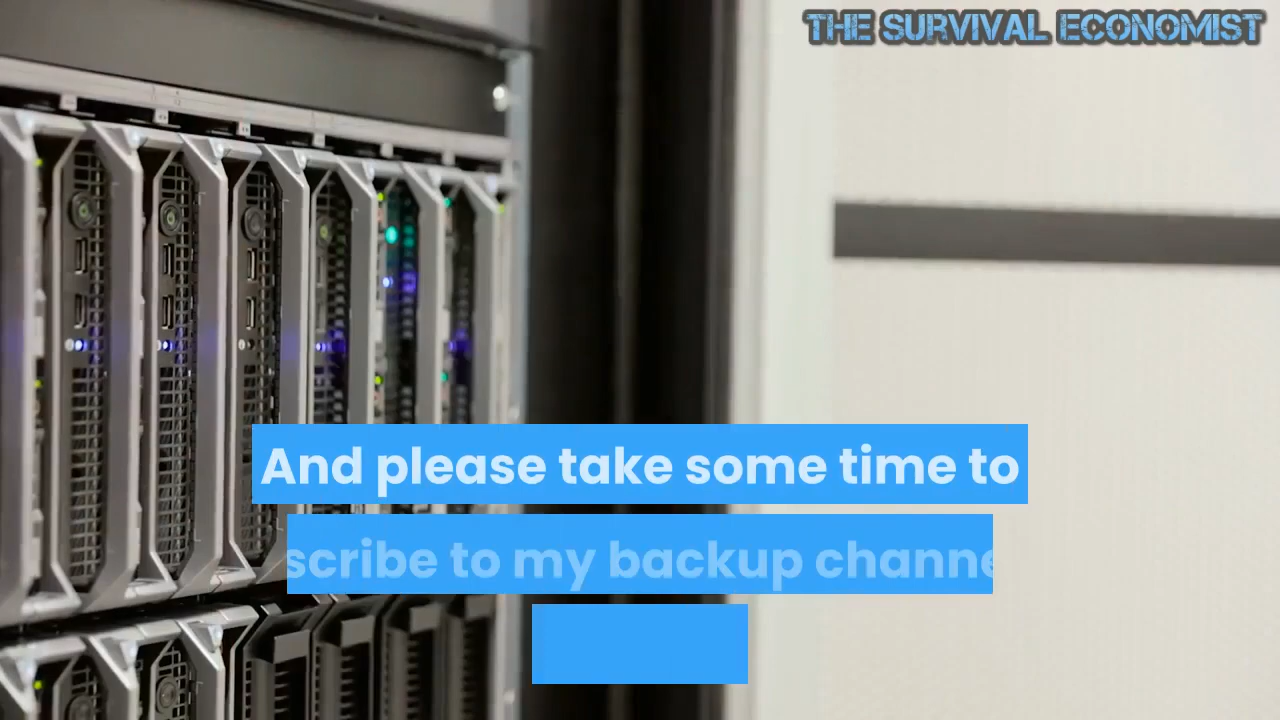 THE SURVIVAL ECONOMIST
And please take some time to
scribe to my backup channe